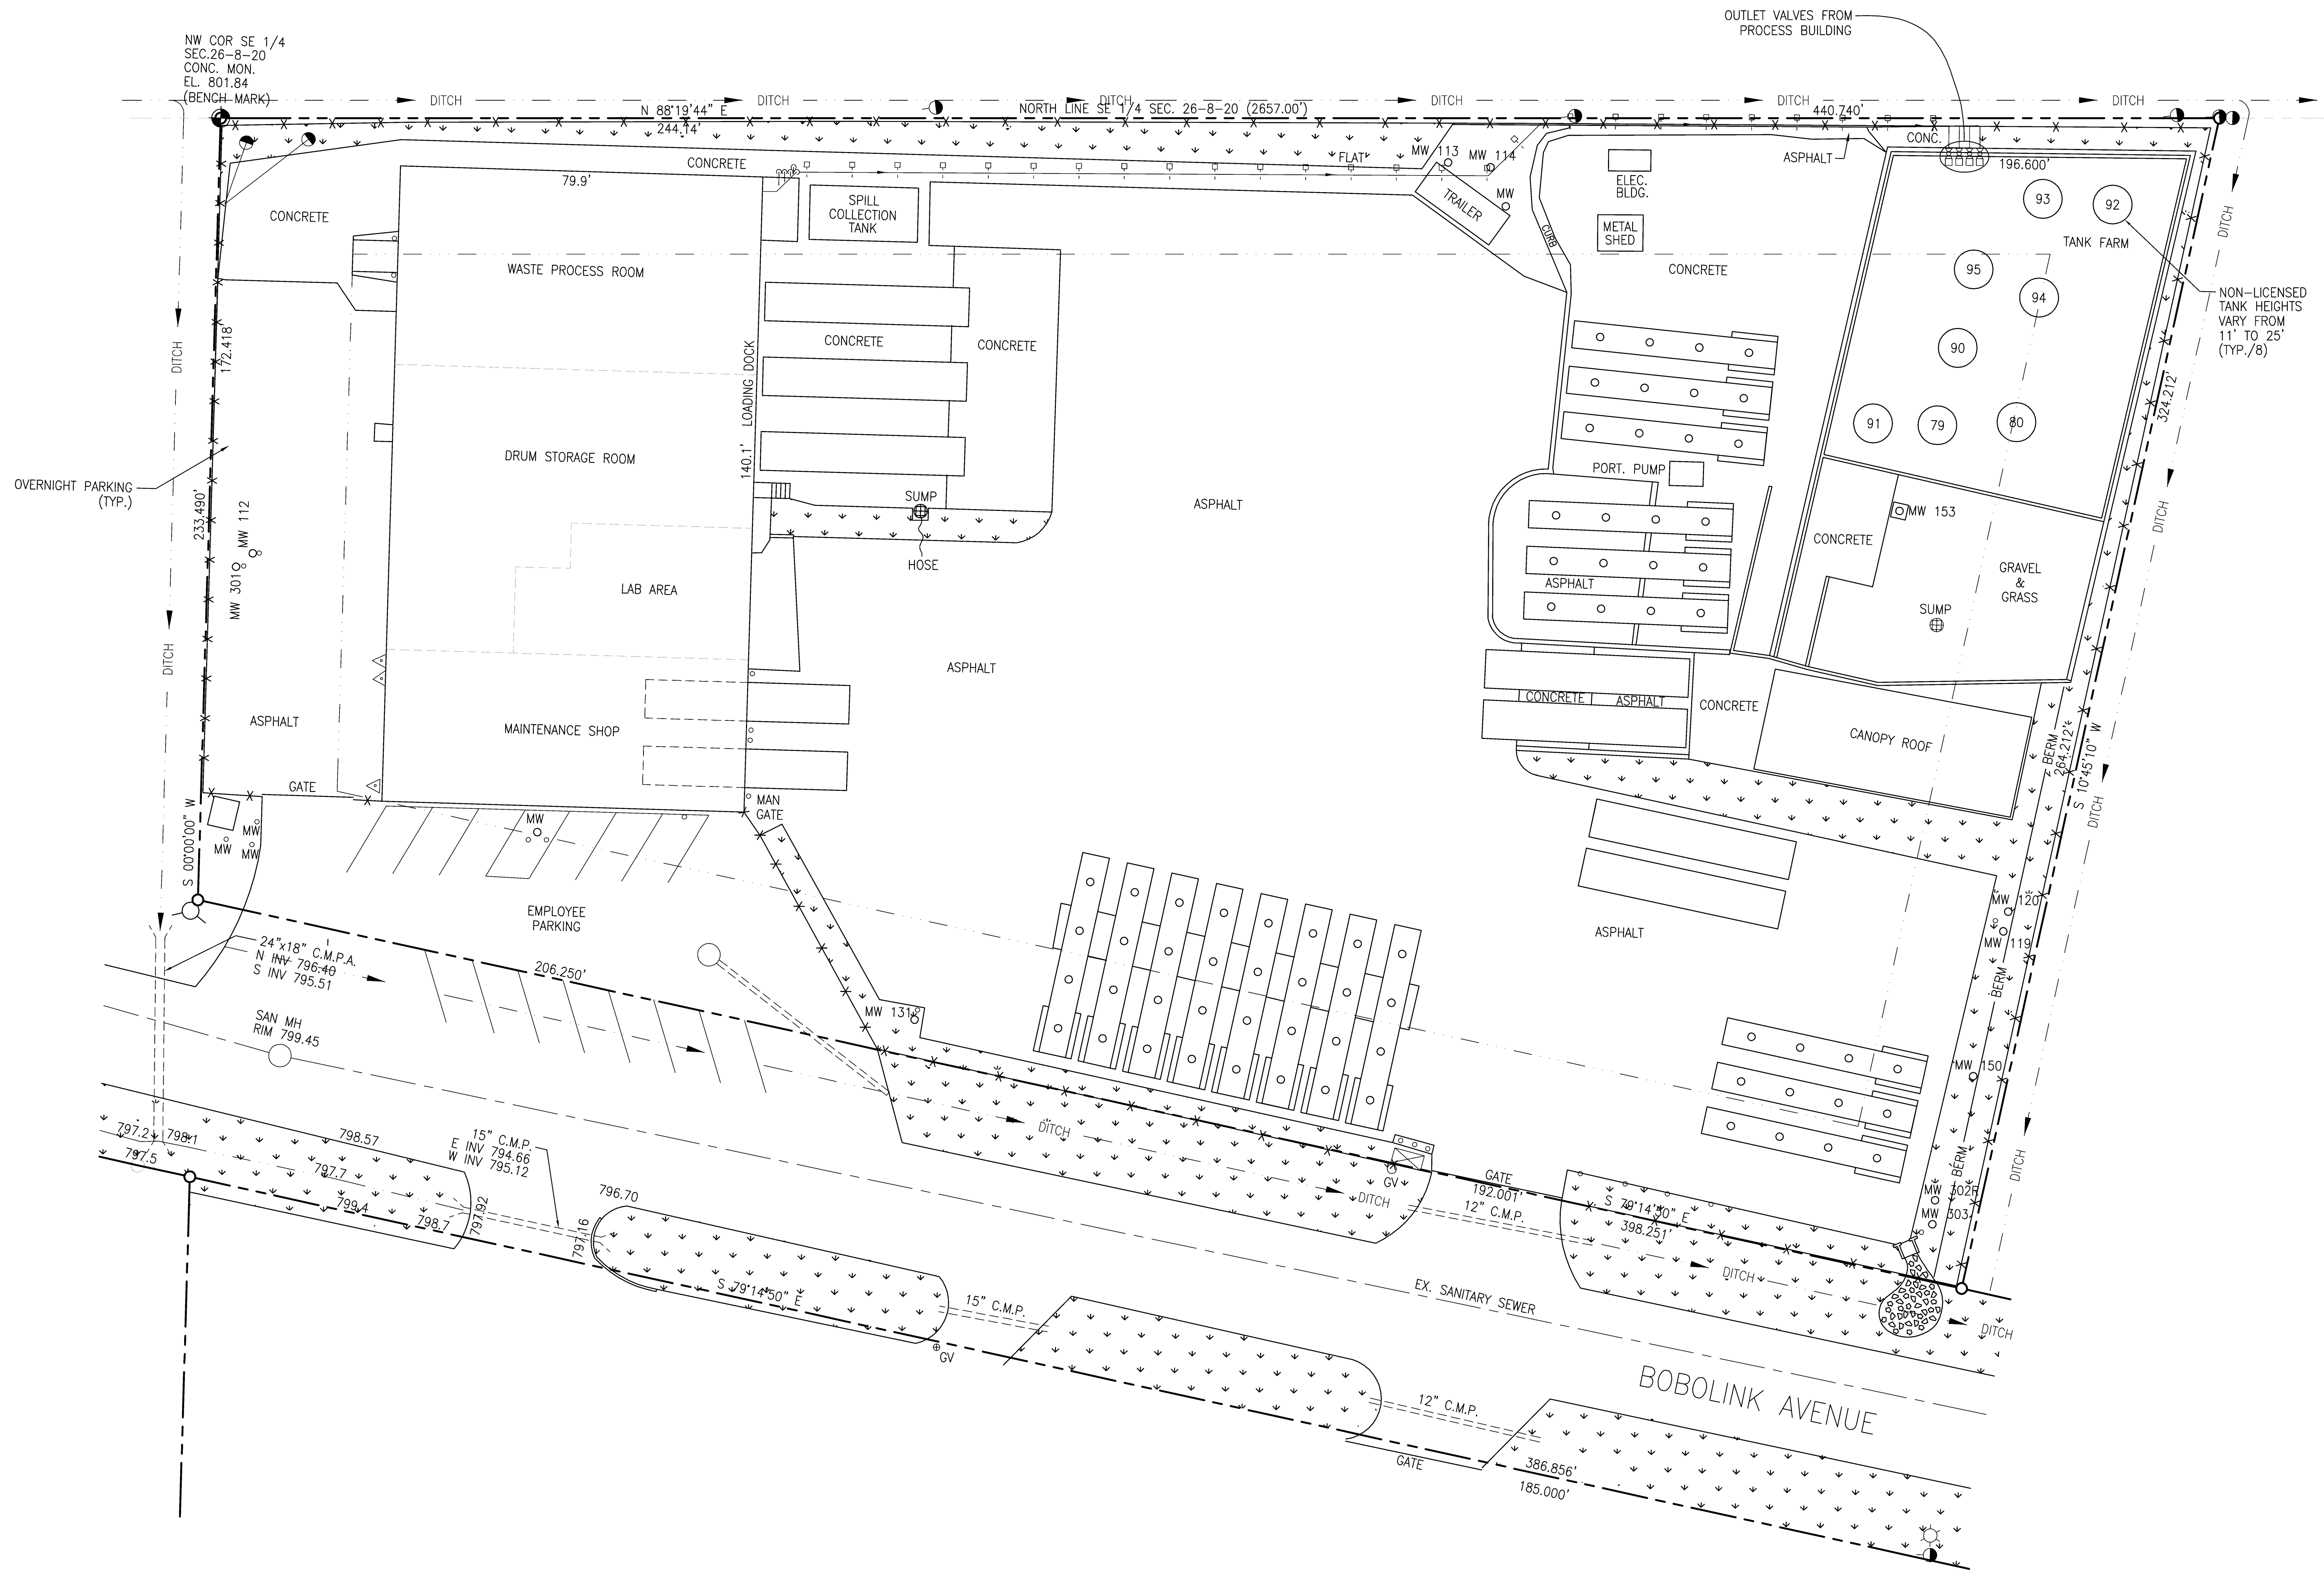 OUTLET VALVES FROM
PROCESS BUILDING
NW COR SE 1/4
SEC.26-8-20
CONC. MON.
EL. 801.84
(BENCH MARK)
DITCH
DITCH
DITCH
DITCH
DITCH
DITCH
N 88°19'44" E
NORTH LINE SE 1/4 SEC. 26-8-20 (2657.00')
440.740'
244.14'
CONC.
CONCRETE
FLAT
MW 113
MW 114
ASPHALT
196.600'
79.9'
ELEC.
BLDG.
MW
TRAILER
93
92
SPILL
COLLECTION
TANK
CONCRETE
METAL
SHED
CURB
TANK FARM
DITCH
WASTE PROCESS ROOM
CONCRETE
95
94
NON-LICENSED
TANK HEIGHTS
VARY FROM
11' TO 25'
(TYP./8)
172.418'
DITCH
CONCRETE
CONCRETE
90
LOADING DOCK
140.1'
324.212'
91
79
80
DRUM STORAGE ROOM
PORT. PUMP
OVERNIGHT PARKING
(TYP.)
233.490'
MW 112
SUMP
ASPHALT
MW 153
DITCH
CONCRETE
HOSE
MW 301
LAB AREA
ASPHALT
GRAVEL
&
GRASS
SUMP
DITCH
ASPHALT
CONCRETE
ASPHALT
CONCRETE
ASPHALT
MAINTENANCE SHOP
CANOPY ROOF
BERM
264.212'
S 10°45'10" W
DITCH
GATE
MAN
GATE
MW
MW
MW
MW
S 00°00'00" W
EMPLOYEE
PARKING
MW 120
ASPHALT
MW 119
24"x18" C.M.P.A.
N INV 796.40
S INV 795.51
206.250'
BERM
SAN MH
RIM 799.45
MW 131
MW 150
797.2
798.1
798.57
797.5
797.7
15" C.M.P.
E INV 794.66
W INV 795.12
DITCH
BERM
DITCH
799.4
798.7
797.92
796.70
797.16
GV
DITCH
GATE
192.001'
12" C.M.P.
S 79°14'50" E
398.251'
MW 302R
MW 303
DITCH
DITCH
S 79°14'50" E
15" C.M.P.
EX. SANITARY SEWER
GV
BOBOLINK AVENUE
12" C.M.P.
GATE
386.856'
185.000'